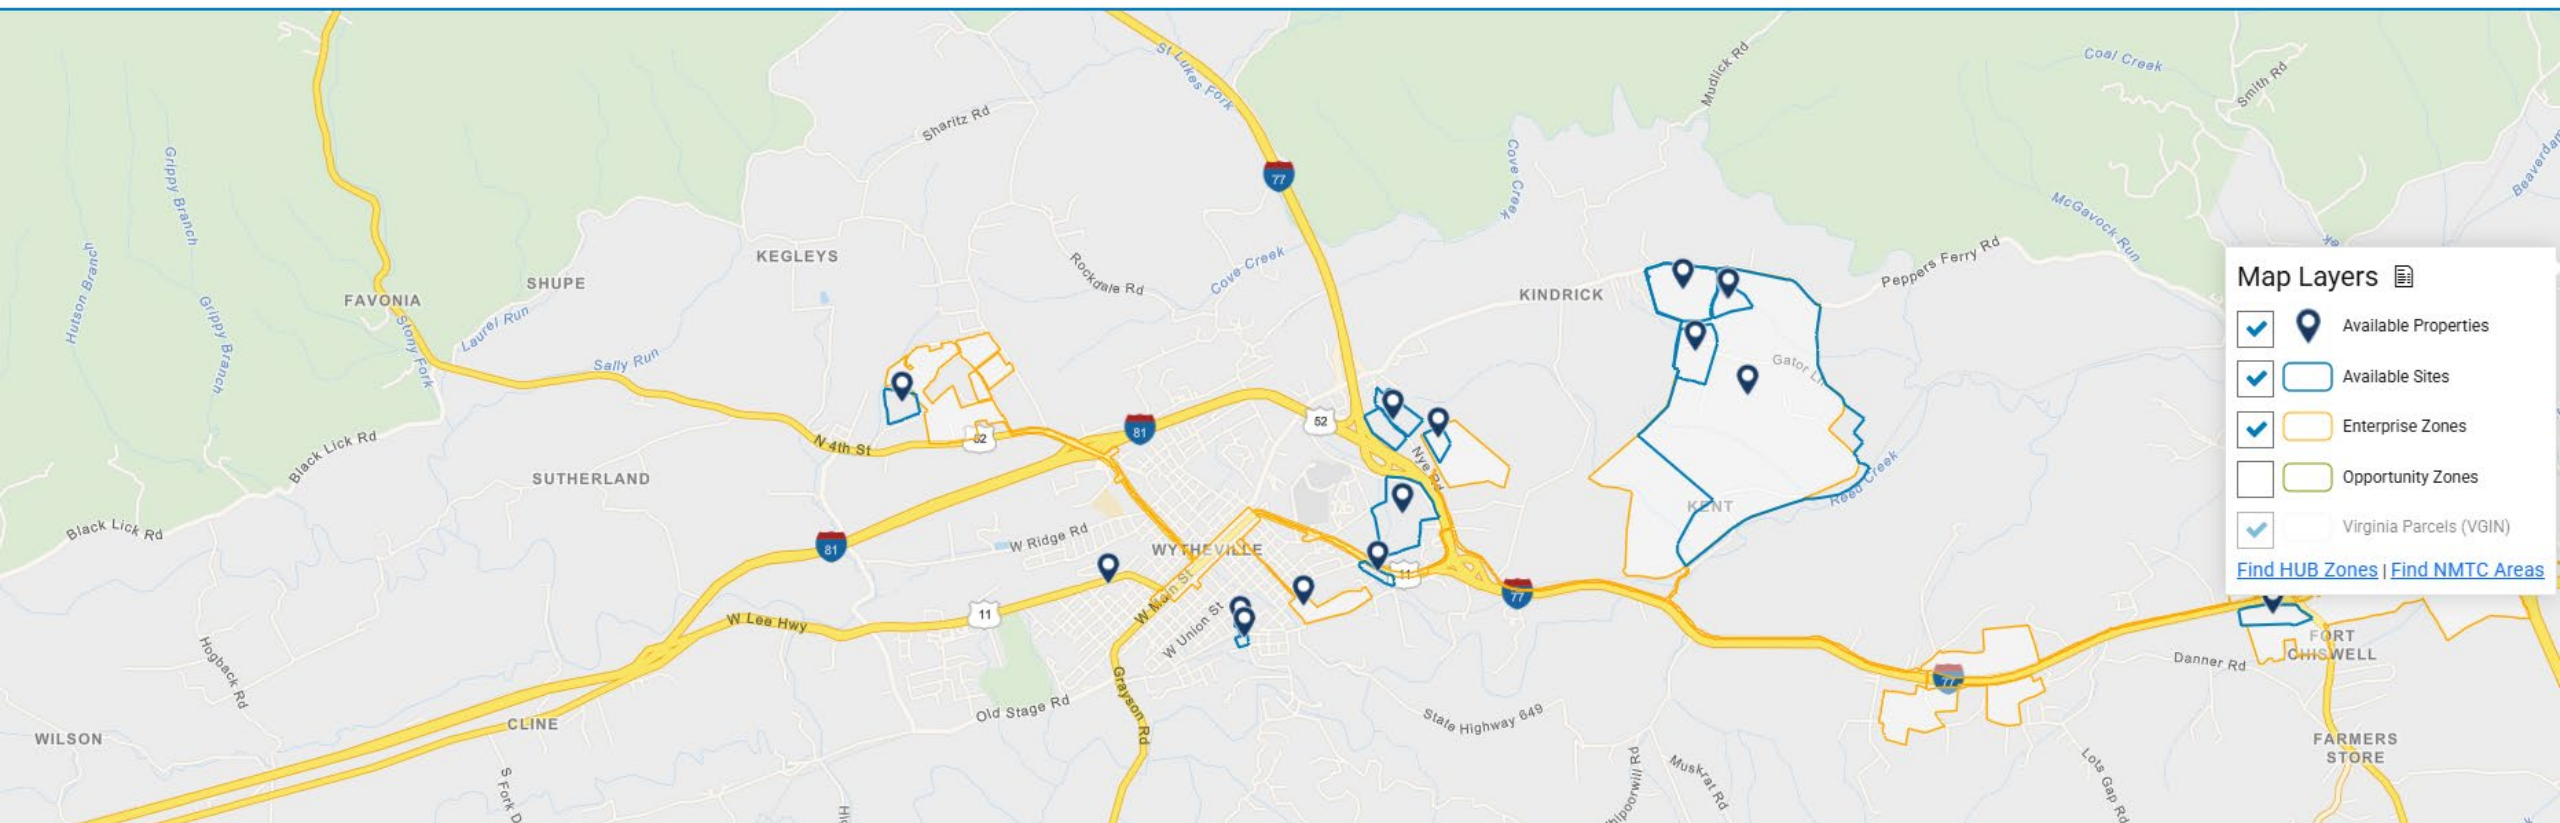 St Lukes Fork
Mudlick Rd
Coal Creek
Smith Rd
Sharitz Rd
Grippy Branch
77
Cove Creek
McGavock Run
Hutson Branch
KEGLEYS
Rockdale Rd
Cove Creek
Peppers Ferry Rd
SHUPE
FAVONIA
KINDRICK
Grippy Branch
Stony Fork
Laurel Run
Sally Run
Gator
Map Layers
Available Properties
Available Sites
Enterprise Zones
Opportunity Zones
Virginia Parcels (VGIN)
Find HUB Zones | Find NMTC Areas
81
52
N 4th St
52
Black Lick Rd
Nye Rd
SUTHERLAND
Reed Creek
KENT
Black Lick Rd
81
W Ridge Rd
WYTHEVILLE
11
77
W Main St
11
W Lee Hwy
W Union St
FORT
CHISWELL
Danner Rd
Hogback Rd
77
Grayson Rd
Old Stage Rd
State Highway 649
CLINE
WILSON
FARMERS
STORE
S Fork
Muskrat Rd
Lots Gap Rd